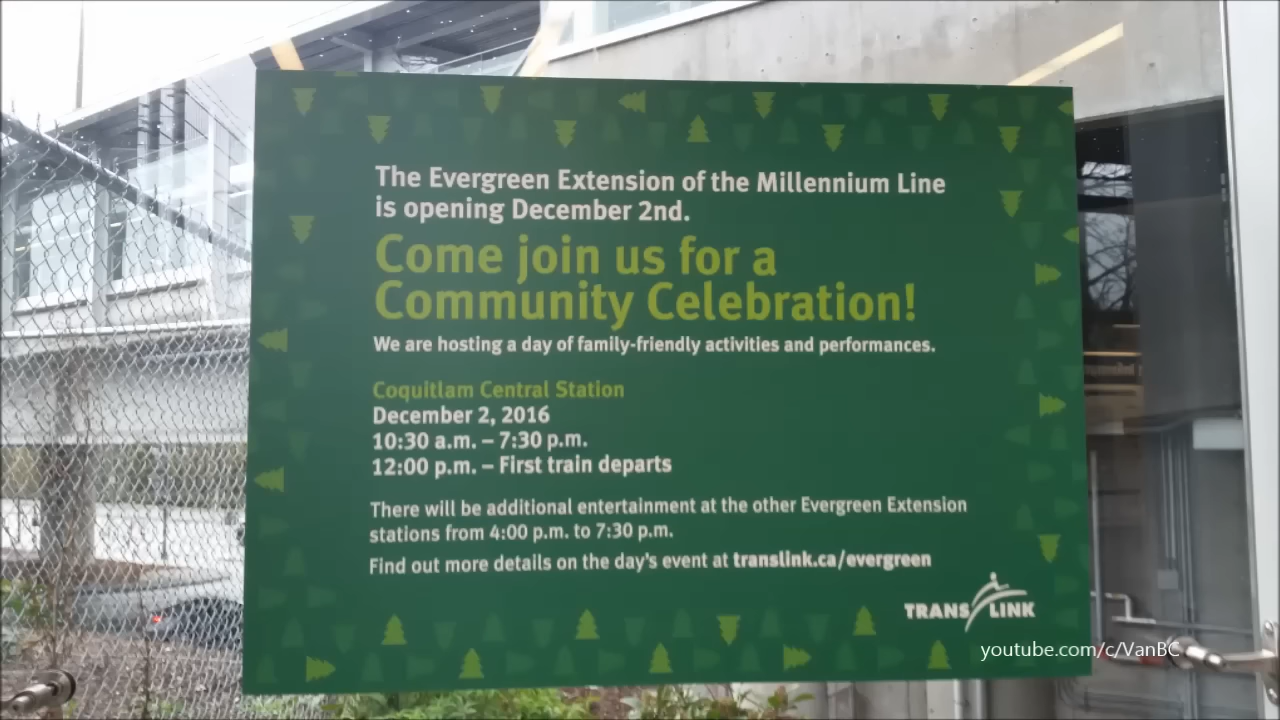 The Evergreen Extension of the Millennium Line
is opening December 2nd.
Come join us for a
Community Celebration!
We are hosting a day of family-friendly activities and performances.
Coquitlam Central Station
December 2, 2016
10:30 a.m. – 7:30 p.m.
12:00 p.m. – First train departs
There will be additional entertainment at the other Evergreen Extension
stations from 4:00 p.m. to 7:30 p.m.
Find out more details on the day's event at translink.ca/evergreen
TRANS LINK
youtube.com/c/VanBC